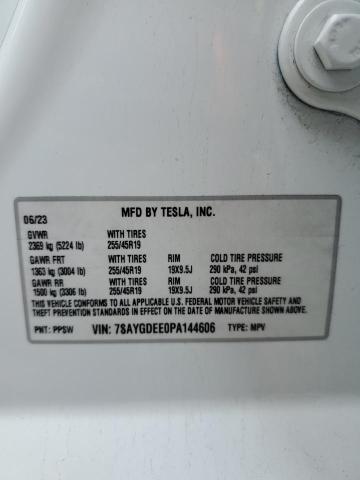 06/23 MFD BY TESLA, INC.
GVWR WITH TIRES
2369 kg (5224 lb) 255/45R19
GAWR FRT WITH TIRES RIM COLD TIRE PRESSURE
1363 kg (3004 lb) 255/45R19 19X9.5J 290 kPa, 42 psi
GAWR RR WITH TIRES RIM COLD TIRE PRESSURE
1500 kg (3306 lb) 255/45R19 19X9.5J 290 kPa, 42 psi
THIS VEHICLE CONFORMS TO ALL APPLICABLE U.S. FEDERAL MOTOR VEHICLE SAFETY
AND THEFT PREVENTION STANDARDS IN EFFECT ON THE DATE OF MANUFACTURE SHOWN ABOVE.
PNT: PPSW VIN: 7SAYGDEE0PA144606 TYPE: MPV